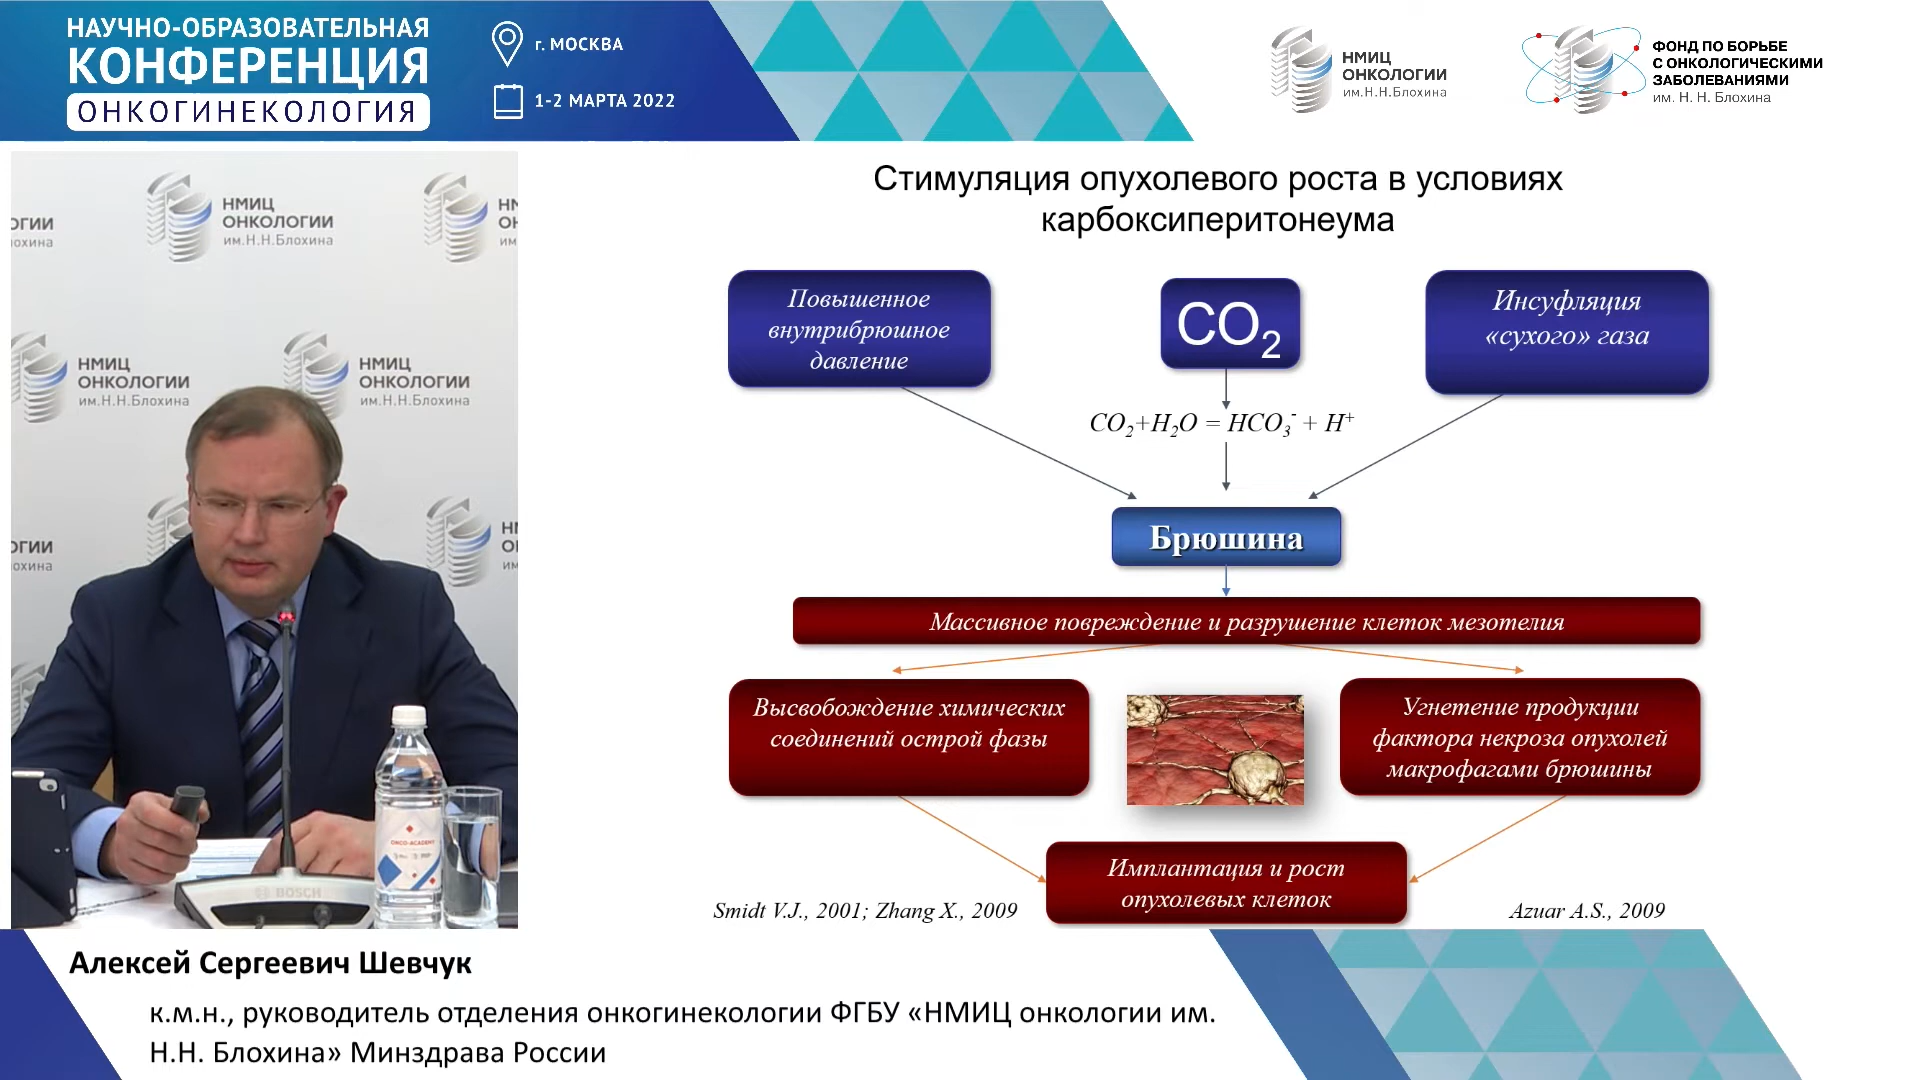 НАУЧНО-ОБРАЗОВАТЕЛЬНАЯ
КОНФЕРЕНЦИЯ
ОНКОГИНЕКОЛОГИЯ
г. МОСКВА
1-2 МАРТА 2022
НМИЦ
ОНКОЛОГИИ
им.Н.Н.Блохина
ФОНД ПО БОРЬБЕ
С ОНКОЛОГИЧЕСКИМИ
ЗАБОЛЕВАНИЯМИ
им. Н. Н. Блохина
НМИЦ
ОНКОЛОГИИ
им.Н.Н.Блохина
НМИЦ
ОНКОЛОГИИ
им.Н.Н.Блохина
НМИЦ
ОНКОЛОГИИ
им.Н.Н.Блохина
BOSCH
ONCO-ACADEMY
Стимуляция опухолевого роста в условиях
карбоксиперитонеума
Повышенное
внутрибрюшное
давление
CO₂
Инсуфляция
«сухого» газа
CO₂+H₂O = HCO₃⁻ + H⁺
Брюшина
Массивное повреждение и разрушение клеток мезотелия
Высвобождение химических
соединений острой фазы
Угнетение продукции
фактора некроза опухолей
макрофагами брюшины
Имплантация и рост
опухолевых клеток
Smidt V.J., 2001; Zhang X., 2009
Azuar A.S., 2009
Алексей Сергеевич Шевчук
к.м.н., руководитель отделения онкогинекологии ФГБУ «НМИЦ онкологии им.
Н.Н. Блохина» Минздрава России